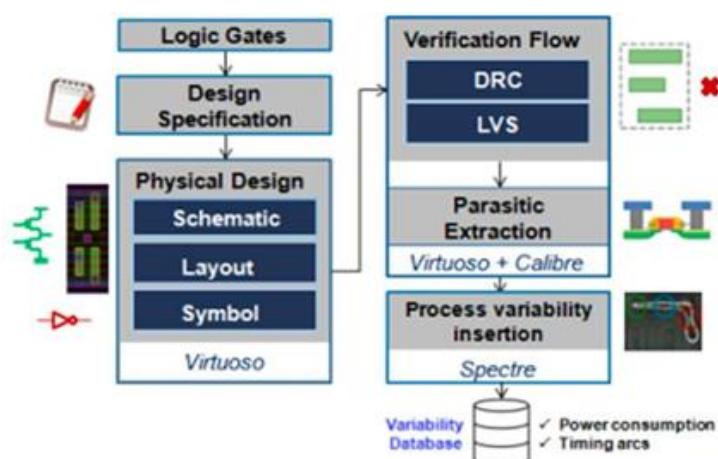 Logic Gates
Design
Specification
Physical Design
Schematic
Layout
Symbol
Virtuoso
Verification Flow
DRC
LVS
Parasitic
Extraction
Virtuoso + Calibre
Process variability
insertion
Spectre
Variability
Database
✓ Power consumption
✓ Timing arcs